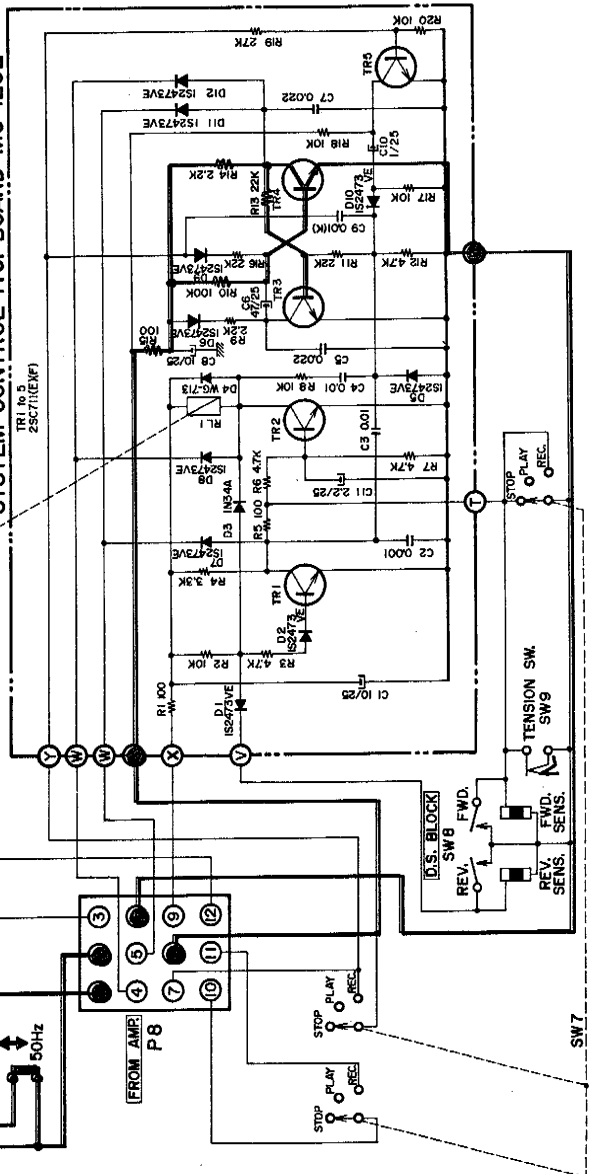 TR1 to 5
2SC711(E)(F)
R20 10K
R19 27K
TR5
D12
1S2473VE
D11 1S2473VE
C7 0.022
R18 10K
C10
1/25
R14 2.2K
R13 22K
TR4
D10
1S2473
VE
R17 10K
C9 0.01(K)
D9
1S2473VE
R16 22K
R11 22K
R12 4.7K
R10
100K
C6
47/25
TR3
R9
2.2K
D6
1S2473VE
R15
100
C8 10/25
C5
0.022
D4 WG-713
RL1
R8 10K
C4 0.01
D5
1S2473VE
TR2
C3 0.01
D8
1S2473VE
D3 1N34A
R6 4.7K
R7 4.7K
C11 2.2/25
R5 100
D7
1S2473VE
R4 3.3K
TR1
C2 0.001
D2
1S2473
VE
R2 10K
R3 4.7K
R1 100
D1
1S2473VE
C1 10/25
Y
W
W
X
V
T
STOP
PLAY
REC.
TENSION SW.
SW9
D.S. BLOCK
SW8
REV.
FWD.
REV.
SENS.
FWD.
SENS.
3
5
9
12
4
7
11
10
FROM AMP.
P8
50Hz
STOP
PLAY
REC.
STOP
PLAY
REC.
SW7